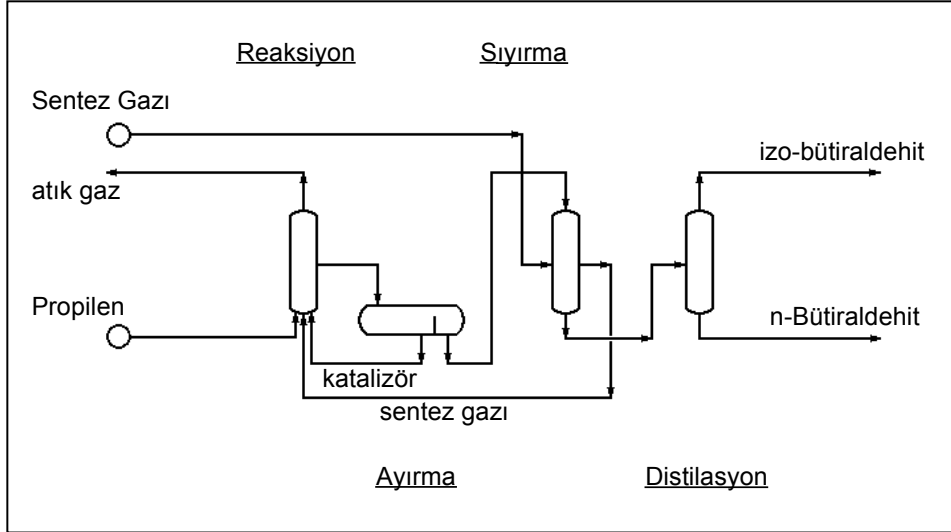 Reaksiyon
Sıyırma
Sentez Gazı
izo-bütiraldehit
atık gaz
Propilen
n-Bütiraldehit
katalizör
sentez gazı
Ayırma
Distilasyon